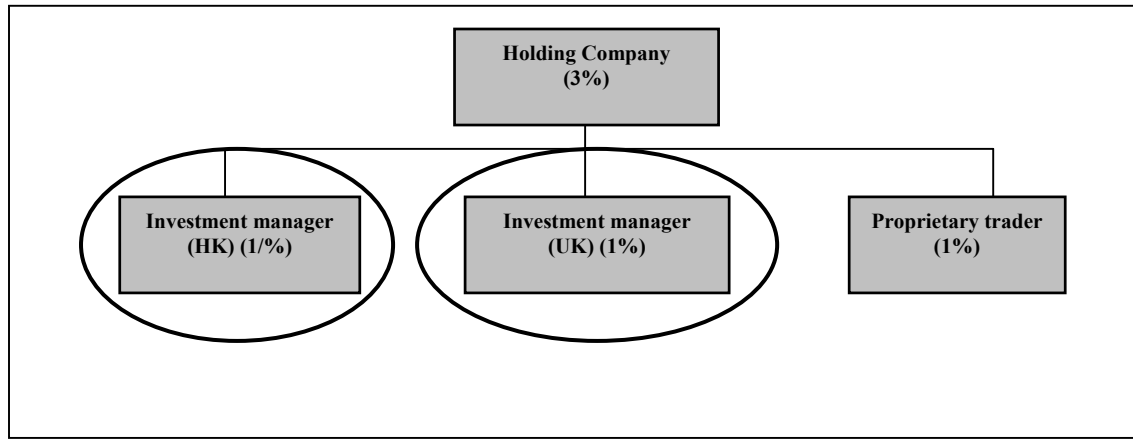 Holding Company
(3%)
Investment manager
(HK) (1/%)
Investment manager
(UK) (1%)
Proprietary trader
(1%)